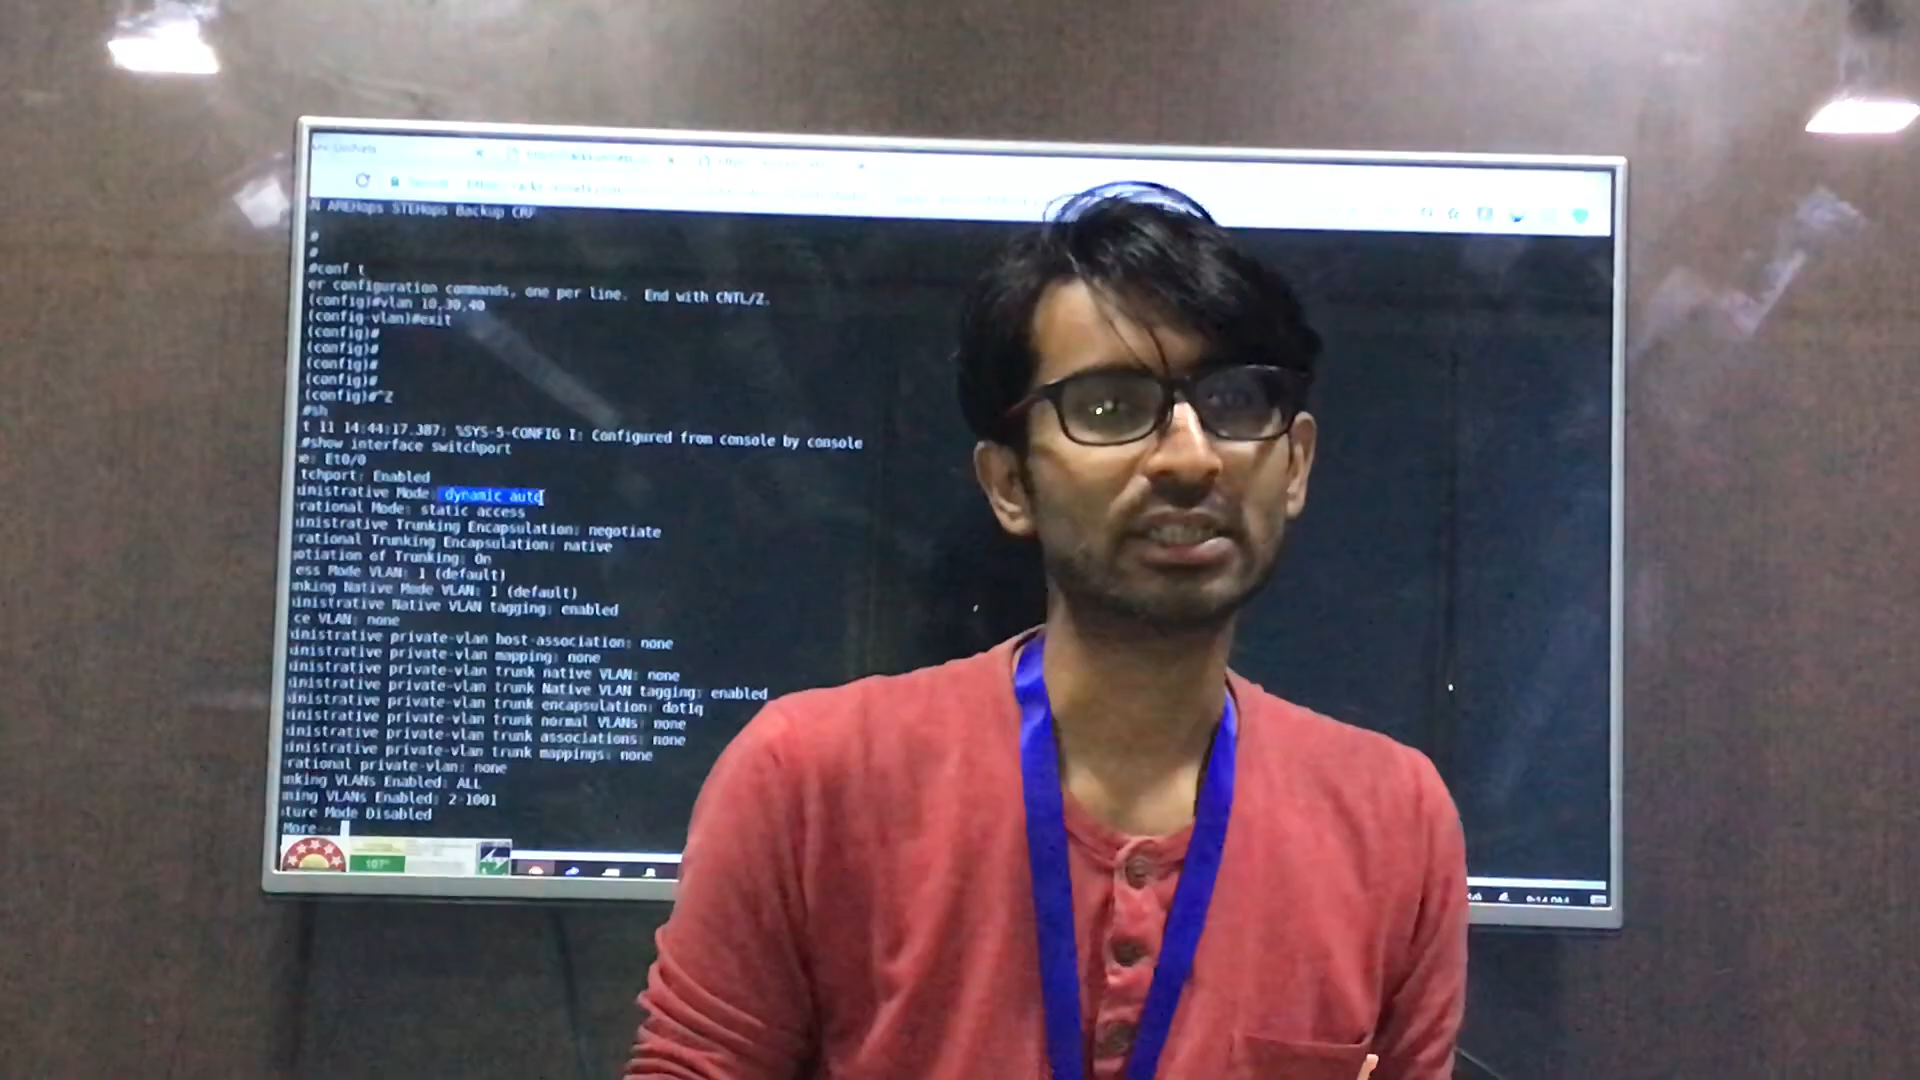 N AREHops STEHops Backup CRF
#
#
#conf t
er configuration commands, one per line.  End with CNTL/Z.
(config)#vlan 10,30,40
(config-vlan)#exit
(config)#
(config)#
(config)#
(config)#
(config)#^Z
#sh
t 11 14:44:17.387: %SYS-5-CONFIG_I: Configured from console by console
#show interface switchport
e: Et0/0
tchport: Enabled
inistrative Mode: dynamic auto
rational Mode: static access
inistrative Trunking Encapsulation: negotiate
rational Trunking Encapsulation: native
otiation of Trunking: On
ess Mode VLAN: 1 (default)
nking Native Mode VLAN: 1 (default)
inistrative Native VLAN tagging: enabled
ce VLAN: none
inistrative private-vlan host-association: none
inistrative private-vlan mapping: none
inistrative private-vlan trunk native VLAN: none
inistrative private-vlan trunk Native VLAN tagging: enabled
inistrative private-vlan trunk encapsulation: dot1q
inistrative private-vlan trunk normal VLANs: none
inistrative private-vlan trunk associations: none
inistrative private-vlan trunk mappings: none
rational private-vlan: none
nking VLANs Enabled: ALL
ning VLANs Enabled: 2-1001
ture Mode Disabled
More